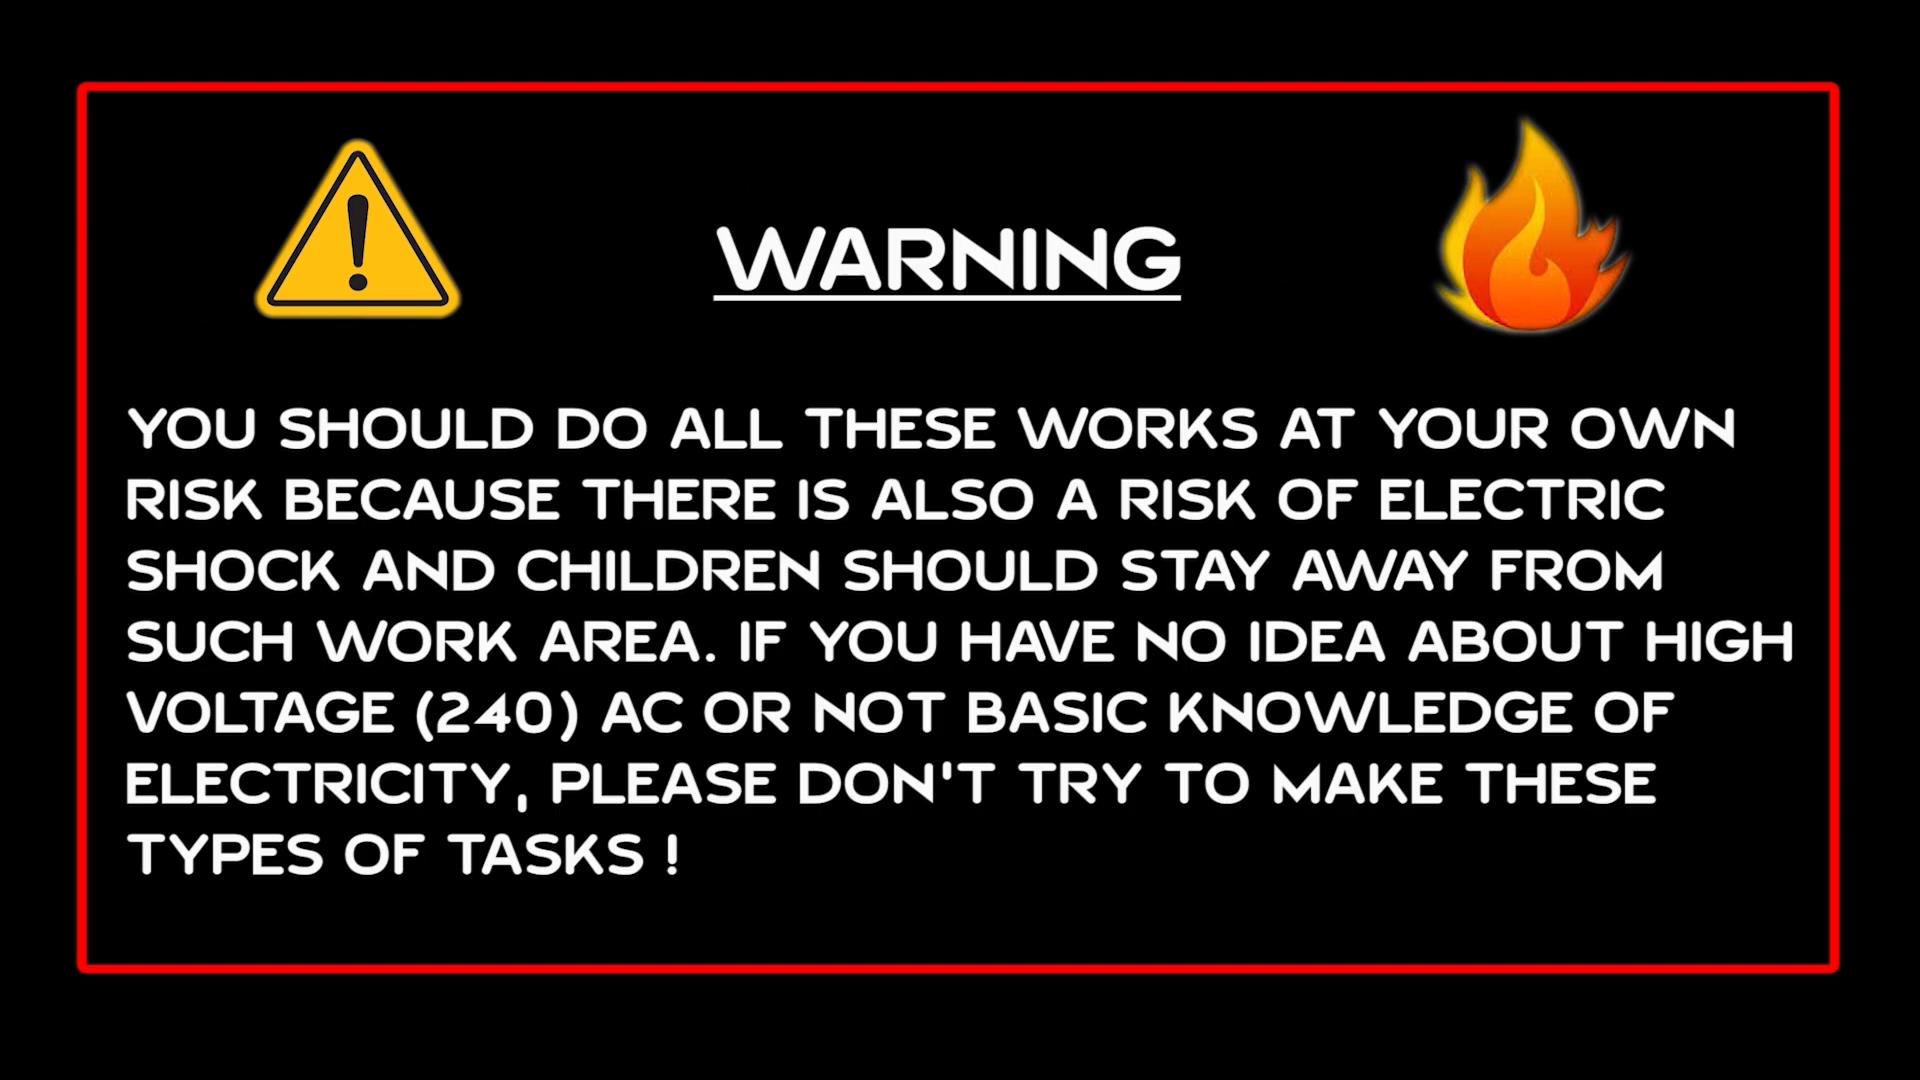 WARNING
YOU SHOULD DO ALL THESE WORKS AT YOUR OWN
RISK BECAUSE THERE IS ALSO A RISK OF ELECTRIC
SHOCK AND CHILDREN SHOULD STAY AWAY FROM
SUCH WORK AREA. IF YOU HAVE NO IDEA ABOUT HIGH
VOLTAGE (240) AC OR NOT BASIC KNOWLEDGE OF
ELECTRICITY, PLEASE DON'T TRY TO MAKE THESE
TYPES OF TASKS !